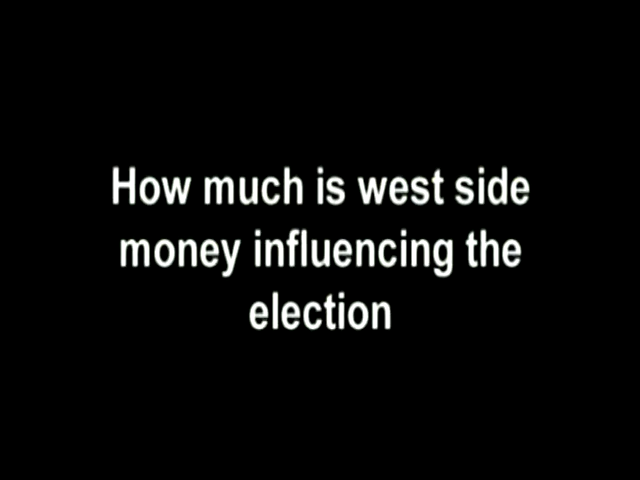 How much is west side
money influencing the
election